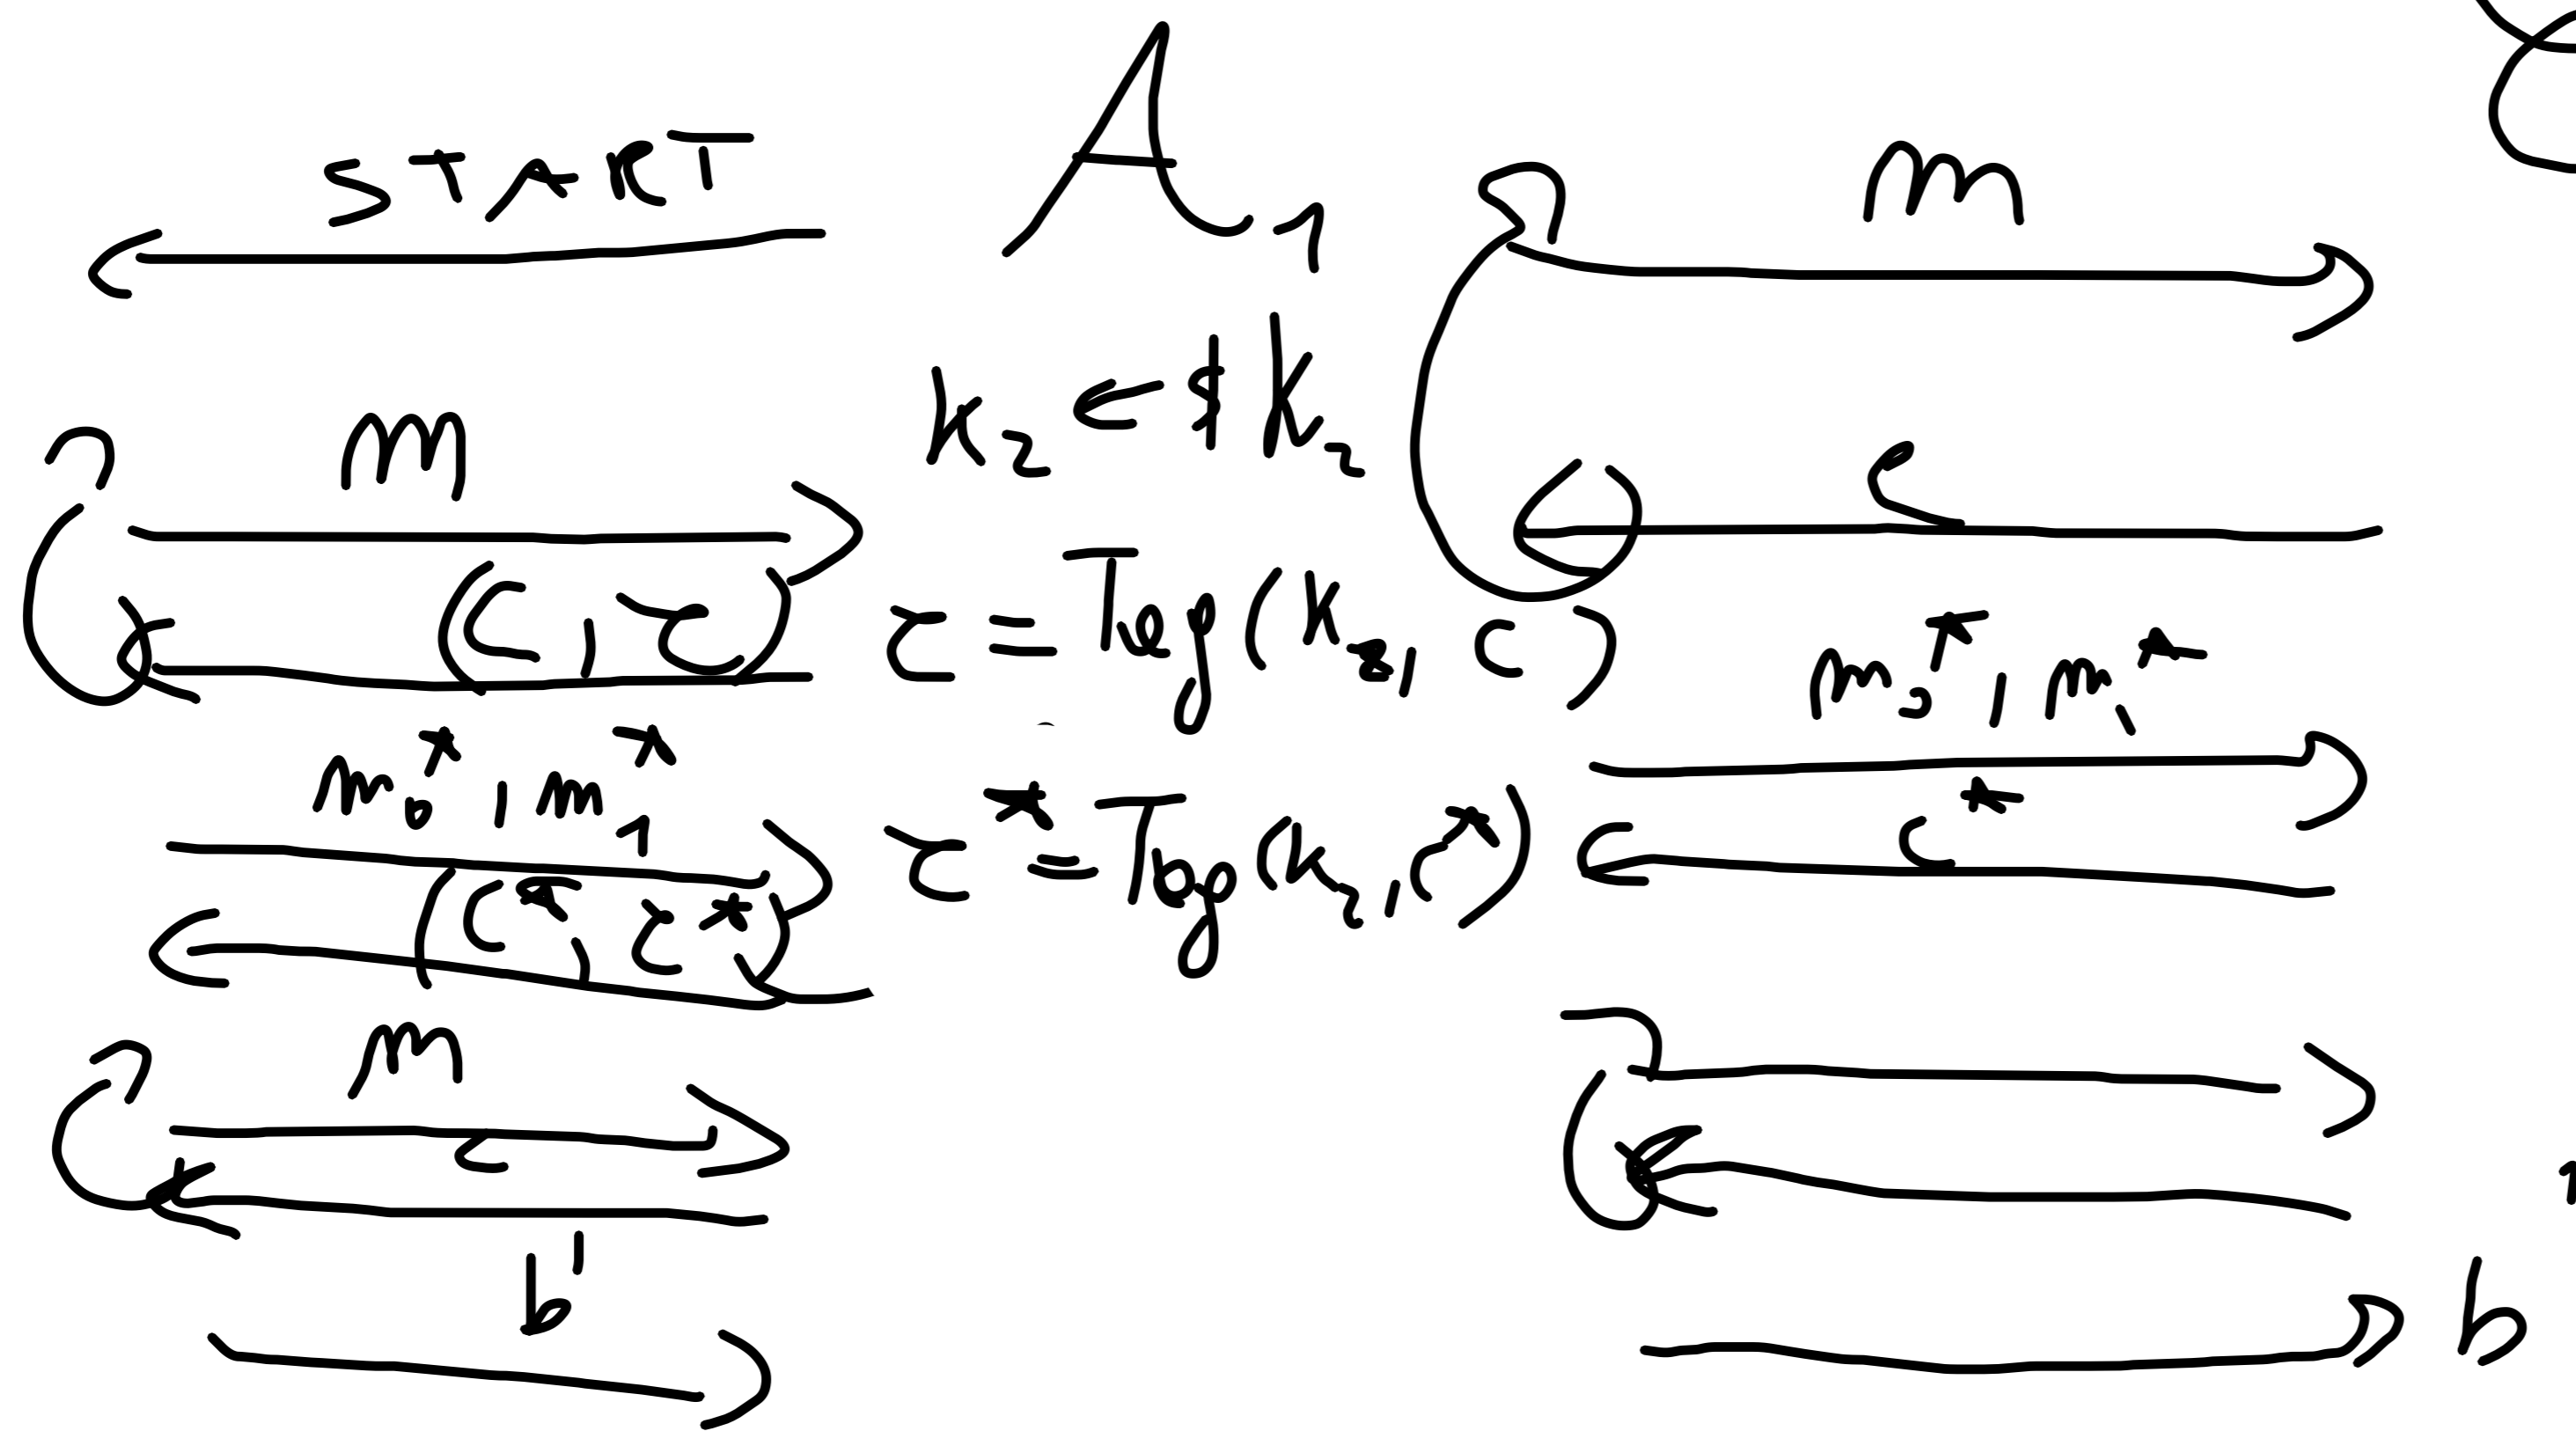 START A₁ m
m k₂ ←$ K₂
c
(c, τ) τ = Tag(k₂, c)
m₀*, m₁* m₀*, m₁*
τ* = Tag(k₂, c*) c*
(c*, τ*)
m
c
b' b